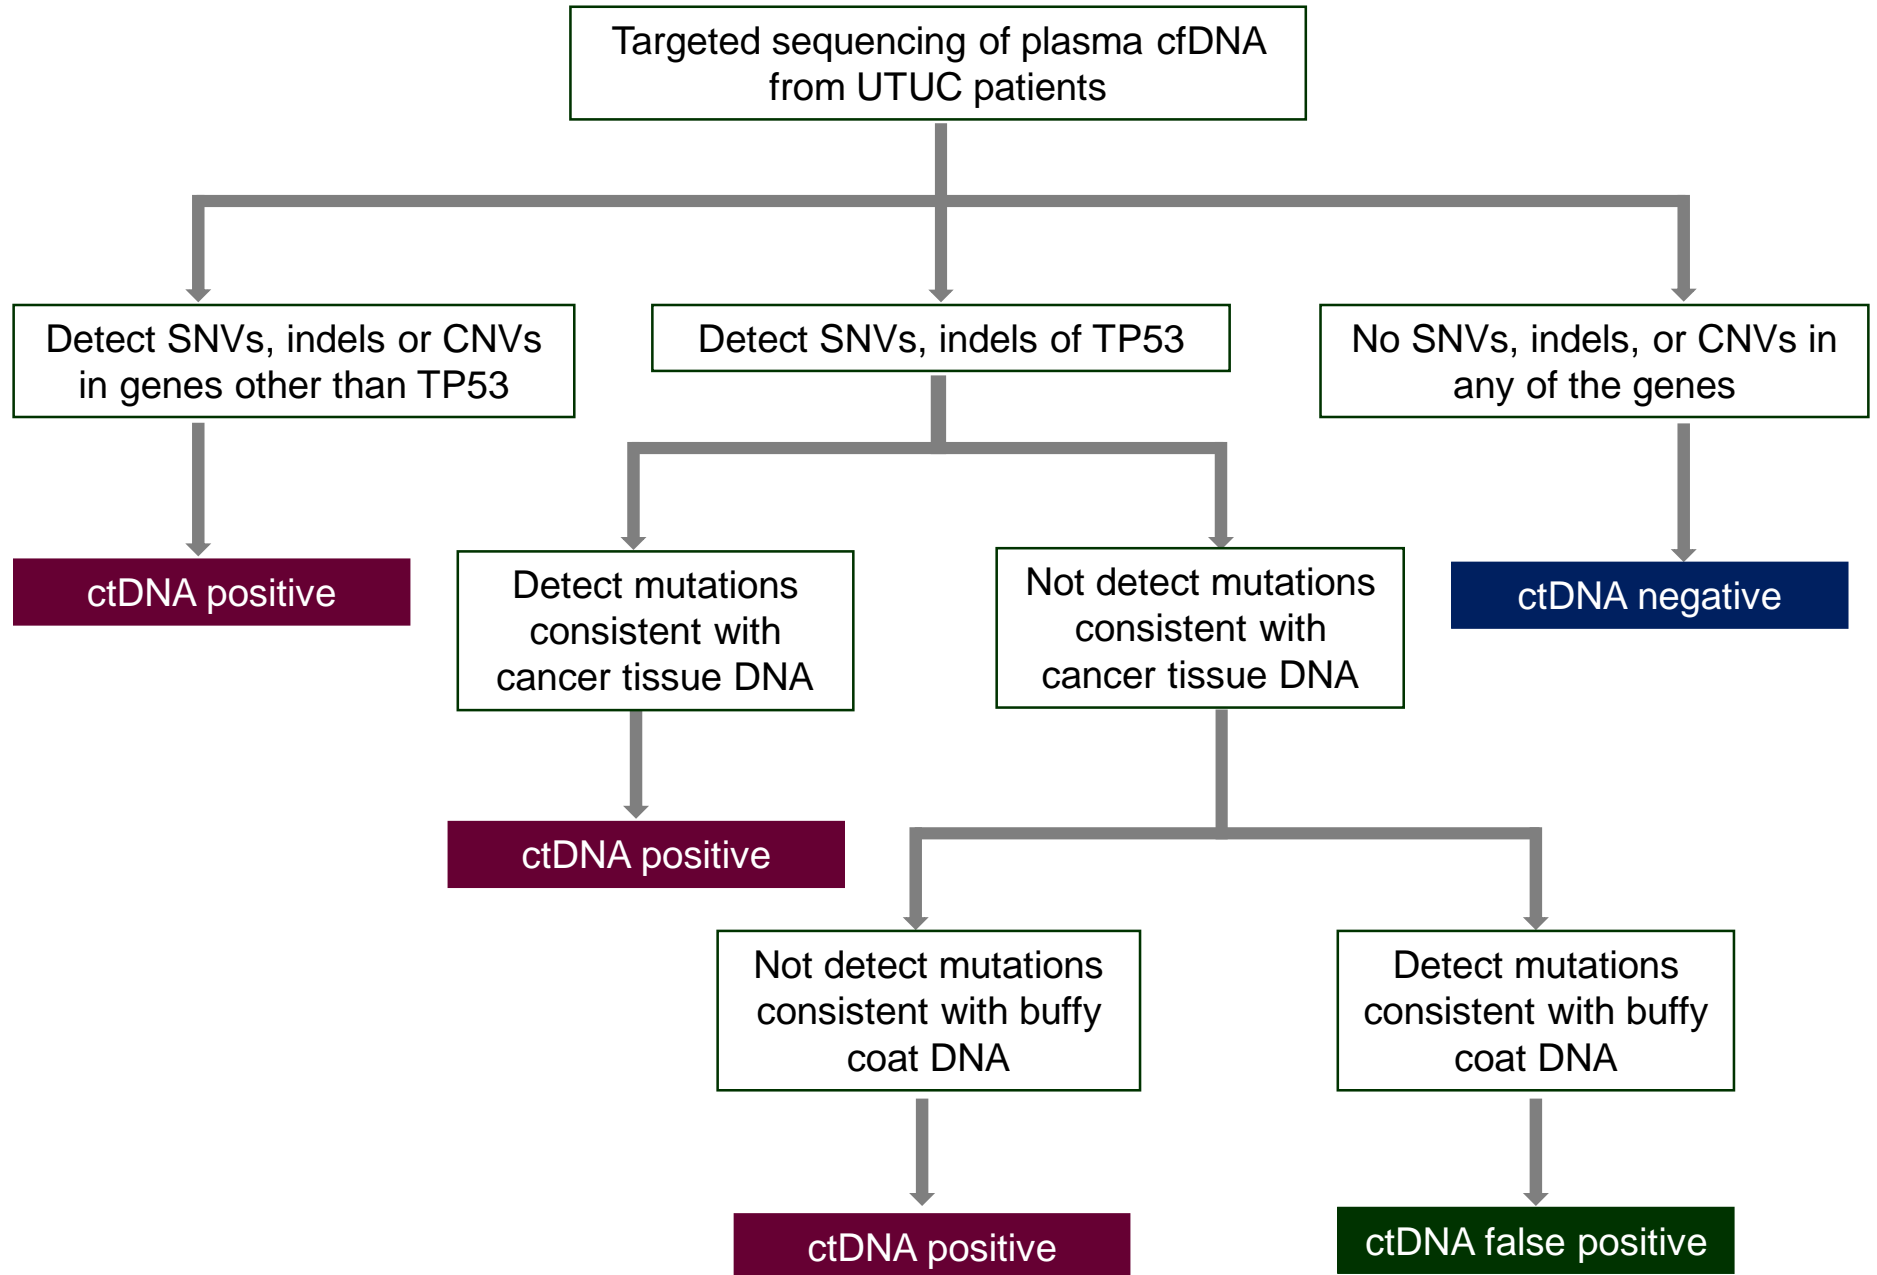 Targeted sequencing of plasma cfDNA
from UTUC patients
Detect SNVs, indels or CNVs
in genes other than TP53
Detect SNVs, indels of TP53
No SNVs, indels, or CNVs in
any of the genes
ctDNA positive
Detect mutations
consistent with
cancer tissue DNA
Not detect mutations
consistent with
cancer tissue DNA
ctDNA negative
ctDNA positive
Not detect mutations
consistent with buffy
coat DNA
Detect mutations
consistent with buffy
coat DNA
ctDNA positive
ctDNA false positive